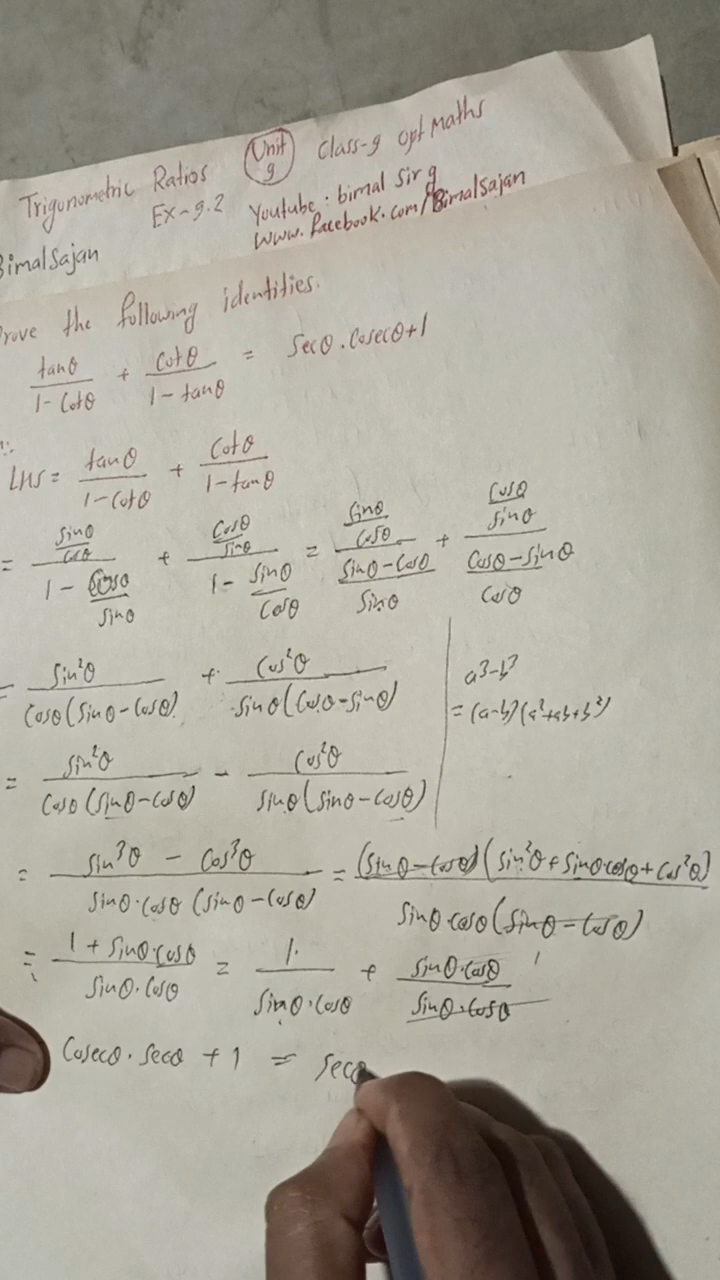 Trigonometric Ratios Unit 9 Class-9 Opt Maths
Ex-9.2 Youtube: bimal Sir g
BimalSajan www.facebook.com/Bimalsajan
Prove the following identities.
tanθ/(1-Cotθ) + Cotθ/(1-tanθ) = Secθ.Cosecθ+1
LHS = tanθ/(1-cotθ) + Cotθ/(1-tanθ)
= (Sinθ/Cosθ)/(1 - Cosθ/Sinθ) + (Cosθ/Sinθ)/(1 - Sinθ/Cosθ) = (Sinθ/Cosθ)/((Sinθ-Cosθ)/Sinθ) + (Cosθ/Sinθ)/((Cosθ-Sinθ)/Cosθ)
= Sin²θ/(Cosθ(Sinθ-Cosθ)) + Cos²θ/(Sinθ(Cosθ-Sinθ))
a³-b³
= (a-b)(a²+ab+b²)
= Sin²θ/(Cosθ(Sinθ-Cosθ)) - Cos²θ/(Sinθ(Sinθ-Cosθ))
= (Sin³θ - Cos³θ)/(Sinθ.Cosθ(Sinθ-Cosθ)) = (Sinθ-Cosθ)(Sin²θ+Sinθ.Cosθ+Cos²θ)/(Sinθ.Cosθ(Sinθ-Cosθ))
= (1+Sinθ.Cosθ)/(Sinθ.Cosθ) = 1/(Sinθ.Cosθ) + (Sinθ.Cosθ)/(Sinθ.Cosθ) 1
Cosecθ.Secθ + 1 = Secθ